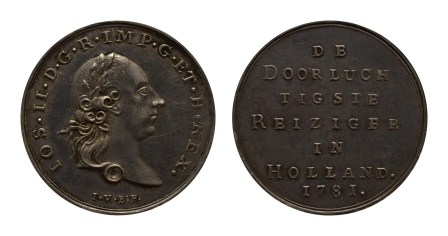 IOS·II·D·G·R·IMP·G·ET·H·REX.
I·V·B·F·
DE
DOORLUCH
TIGSTE
REIZIGER
IN
HOLLAND.
1781.